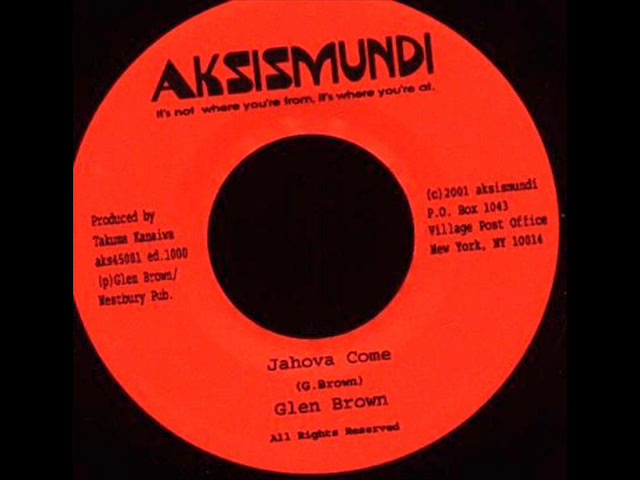 AKSISMUNDI
It's not where you're from, it's where you're at.
Produced by
Takuma Kanaiwa
aks45001 ed.1000
(p)Glen Brown/
Westbury Pub.
(c)2001 aksismundi
P.O. Box 1043
Village Post Office
New York, NY 10014
Jahova Come
(G.Brown)
Glen Brown
All Rights Reserved